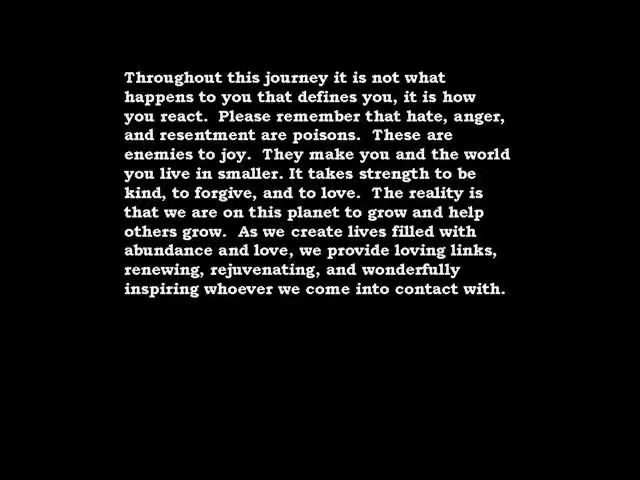 Throughout this journey it is not what
happens to you that defines you, it is how
you react.  Please remember that hate, anger,
and resentment are poisons.  These are
enemies to joy.  They make you and the world
you live in smaller. It takes strength to be
kind, to forgive, and to love.  The reality is
that we are on this planet to grow and help
others grow.  As we create lives filled with
abundance and love, we provide loving links,
renewing, rejuvenating, and wonderfully
inspiring whoever we come into contact with.